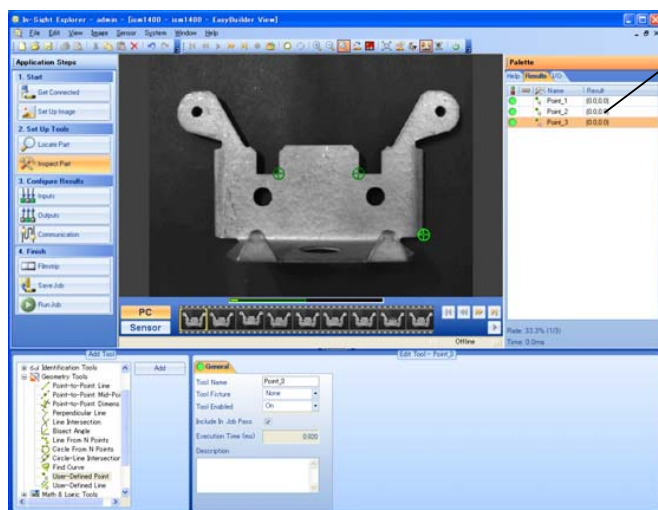 In-Sight Explorer - admin - [ism1400 - ism1400 - EasyBuilder View]
File Edit View Image Sensor System Window Help
Application Steps
1. Start
Get Connected
Set Up Image
2. Set Up Tools
Locate Part
Inspect Part
3. Configure Results
Inputs
Outputs
Communication
4. Finish
Filmstrip
Save Job
Run Job
PC
Sensor
Offline
Palette
Help Results I/O
Name Result
Point_1 (0.0,0.0)
Point_2 (0.0,0.0)
Point_3 (0.0,0.0)
Rate: 33.3% (1/3)
Time: 0.0ms
Add Tool
Identification Tools
Geometry Tools
Point-to-Point Line
Point-to-Point Mid-Poi
Point-to-Point Dimens
Perpendicular Line
Line Intersection
Bisect Angle
Line From N Points
Circle From N Points
Circle-Line Intersection
Find Curve
User-Defined Point
User-Defined Line
Math & Logic Tools
Add
Edit Tool - Point_3
General
Tool Name Point_3
Tool Fixture None
Tool Enabled On
Include In Job Pass
Execution Time (ms) 0.020
Description